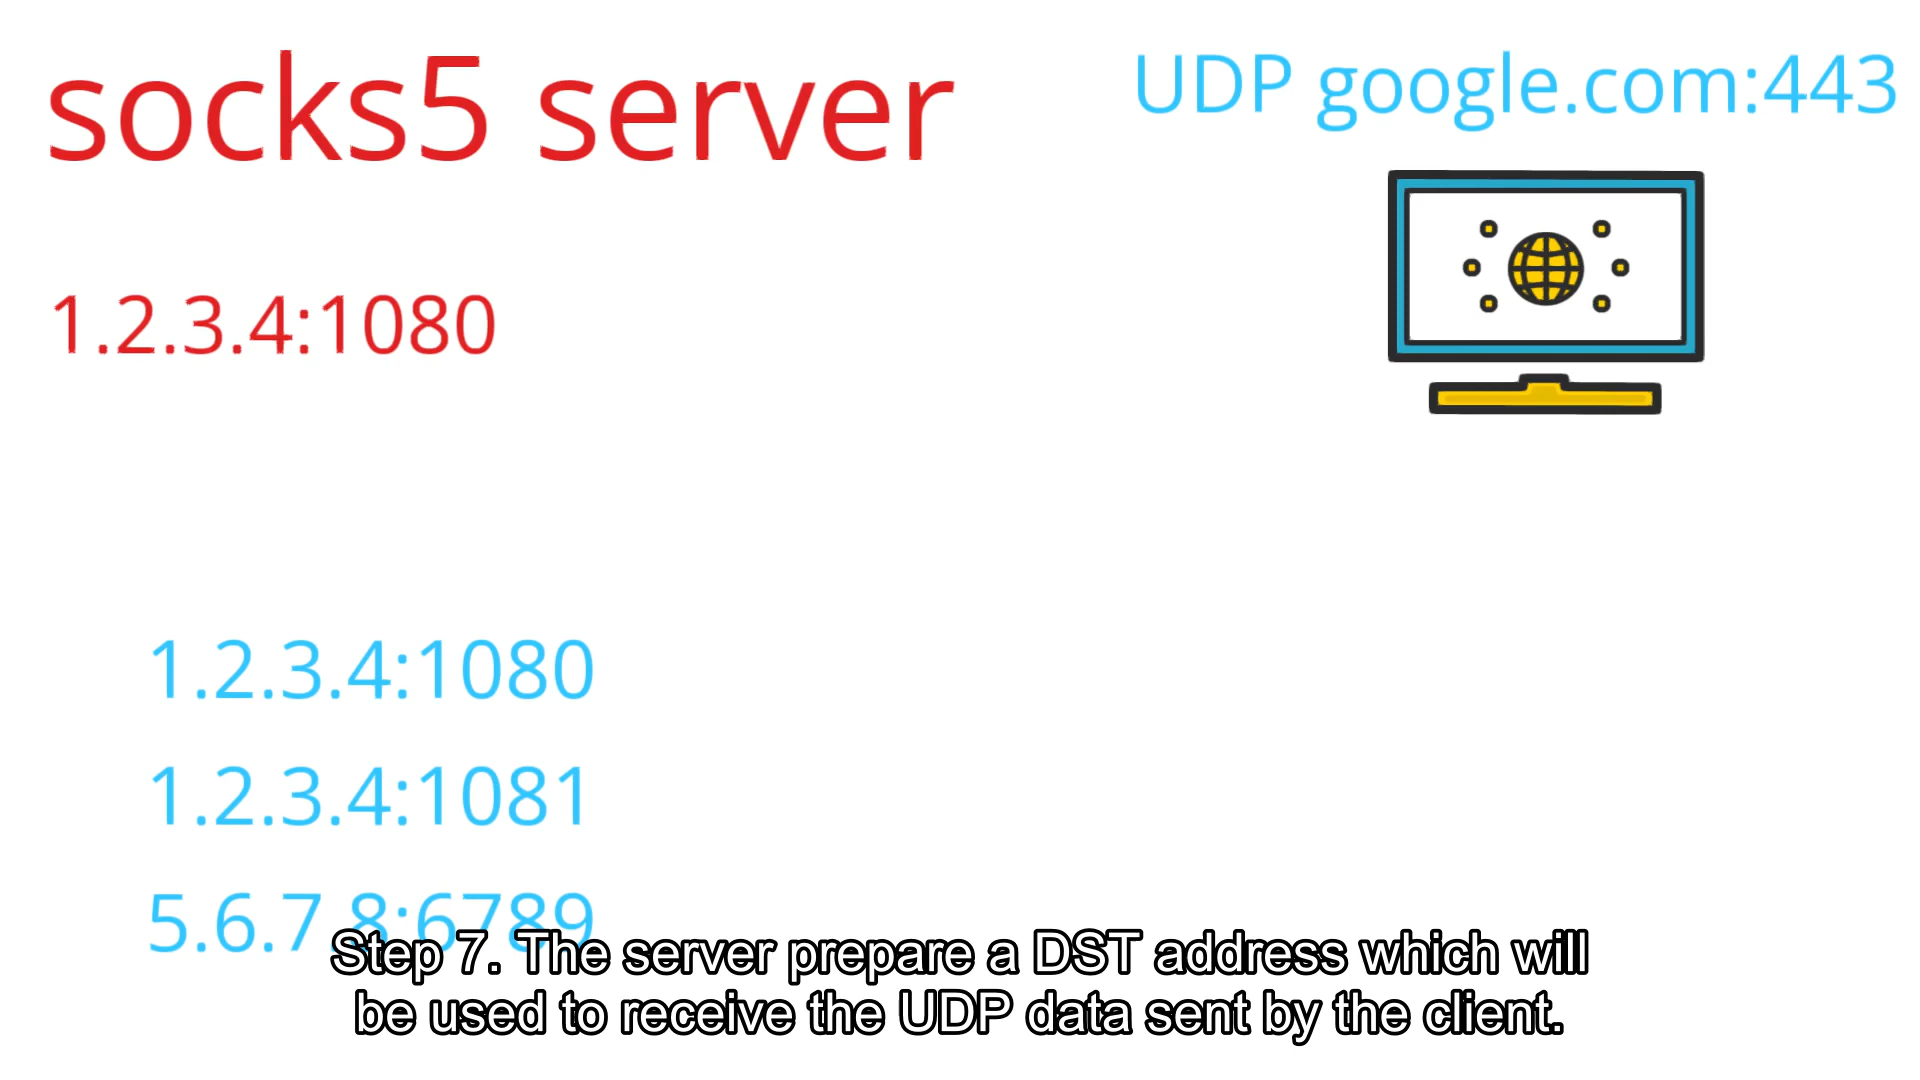 socks5 server
UDP google.com:443
1.2.3.4:1080
1.2.3.4:1080
1.2.3.4:1081
5.6.7.8:6789
Step 7. The server prepare a DST address which will
be used to receive the UDP data sent by the client.